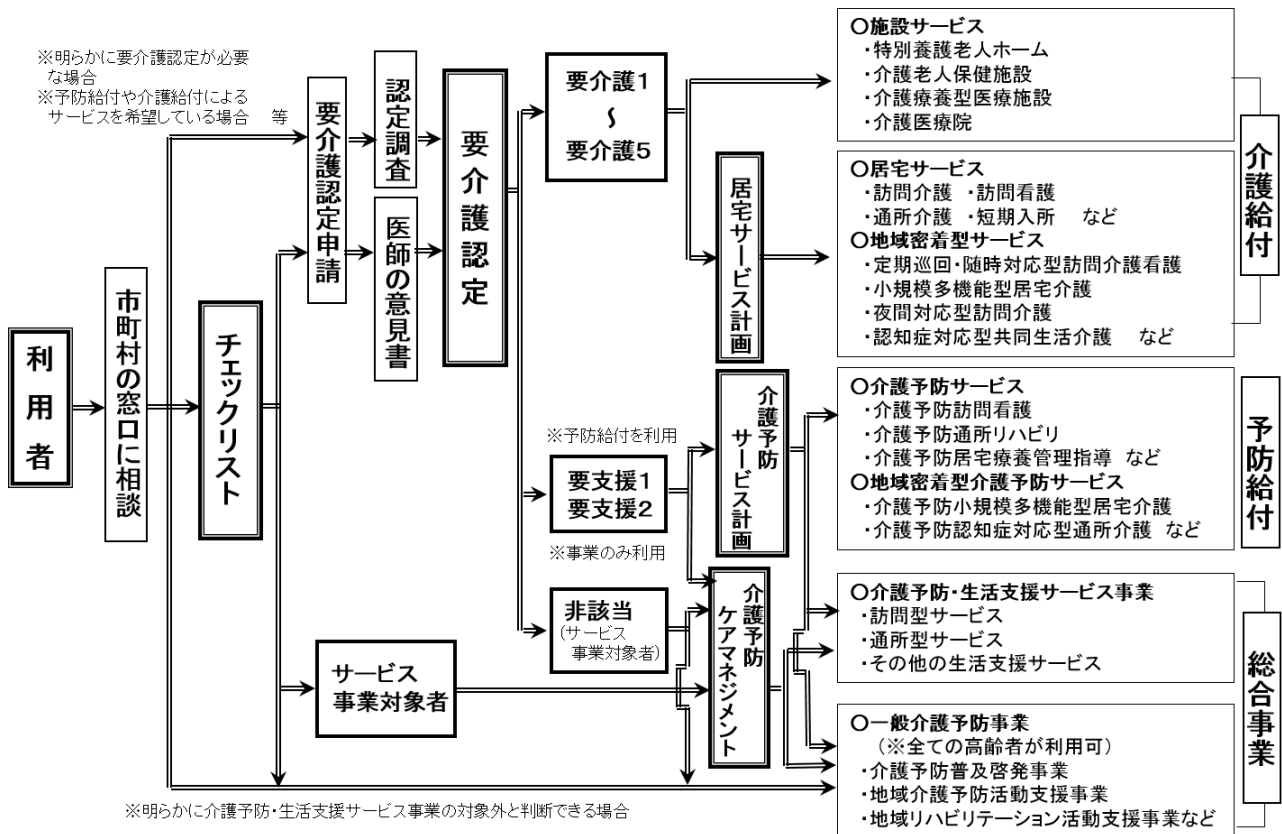 ※明らかに要介護認定が必要
な場合
※予防給付や介護給付による
サービスを希望している場合　等
利用者
市町村の窓口に相談
チェックリスト
要介護認定申請
認定調査
医師の意見書
要介護認定
要介護1
～
要介護5
※予防給付を利用
要支援1
要支援2
※事業のみ利用
非該当
(サービス
事業対象者)
サービス
事業対象者
居宅サービス計画
介護予防
サービス計画
介護予防
ケアマネジメント
○施設サービス
・特別養護老人ホーム
・介護老人保健施設
・介護療養型医療施設
・介護医療院
○居宅サービス
・訪問介護　・訪問看護
・通所介護　・短期入所　など
○地域密着型サービス
・定期巡回・随時対応型訪問介護看護
・小規模多機能型居宅介護
・夜間対応型訪問介護
・認知症対応型共同生活介護　など
介護給付
○介護予防サービス
・介護予防訪問看護
・介護予防通所リハビリ
・介護予防居宅療養管理指導　など
○地域密着型介護予防サービス
・介護予防小規模多機能型居宅介護
・介護予防認知症対応型通所介護　など
予防給付
○介護予防・生活支援サービス事業
・訪問型サービス
・通所型サービス
・その他の生活支援サービス
○一般介護予防事業
（※全ての高齢者が利用可）
・介護予防普及啓発事業
・地域介護予防活動支援事業
・地域リハビリテーション活動支援事業など
総合事業
※明らかに介護予防・生活支援サービス事業の対象外と判断できる場合